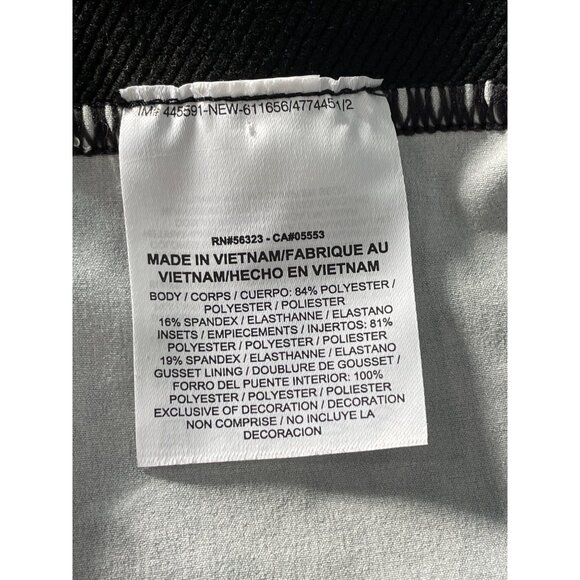 IM# 445591-NEW-611656/4774451/2
RN#56323 - CA#05553
MADE IN VIETNAM/FABRIQUE AU
VIETNAM/HECHO EN VIETNAM
BODY / CORPS / CUERPO: 84% POLYESTER /
POLYESTER / POLIESTER
16% SPANDEX / ELASTHANNE / ELASTANO
INSETS / EMPIECEMENTS / INJERTOS: 81%
POLYESTER / POLYESTER / POLIESTER
19% SPANDEX / ELASTHANNE / ELASTANO
GUSSET LINING / DOUBLURE DE GOUSSET /
FORRO DEL PUENTE INTERIOR: 100%
POLYESTER / POLYESTER / POLIESTER
EXCLUSIVE OF DECORATION / DECORATION
NON COMPRISE / NO INCLUYE LA
DECORACION